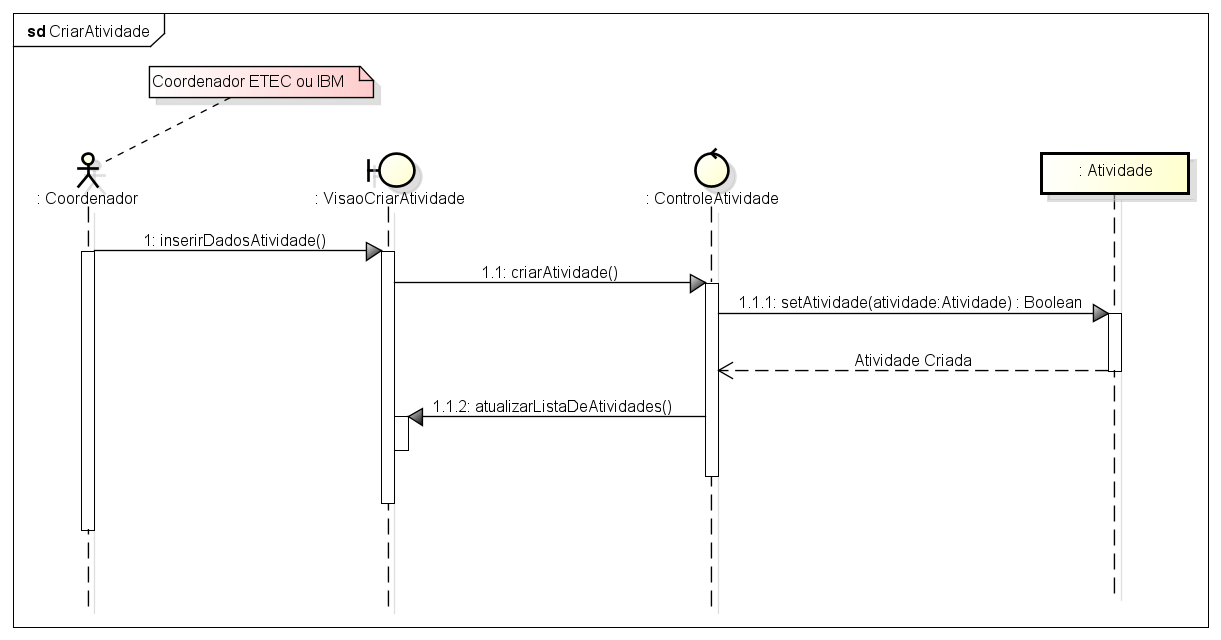 sd CriarAtividade
Coordenador ETEC ou IBM
: Coordenador
: VisaoCriarAtividade
: ControleAtividade
: Atividade
1: inserirDadosAtividade()
1.1: criarAtividade()
1.1.1: setAtividade(atividade:Atividade) : Boolean
Atividade Criada
1.1.2: atualizarListaDeAtividades()